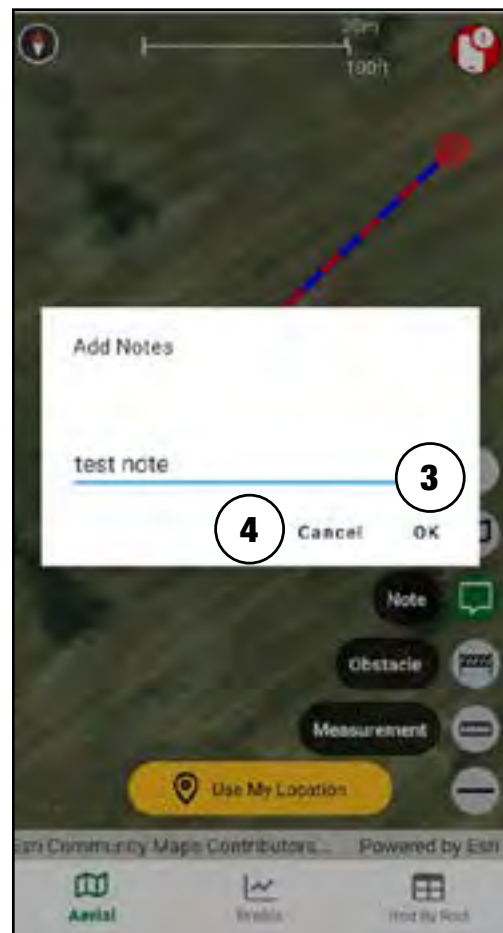 100ft
Add Notes
test note
3
4
Cancel
OK
Note
Obstacle
Measurement
Use My Location
Esri Community Maps Contributors...
Powered by Esri
Aerial
Profile
Rod By Rod